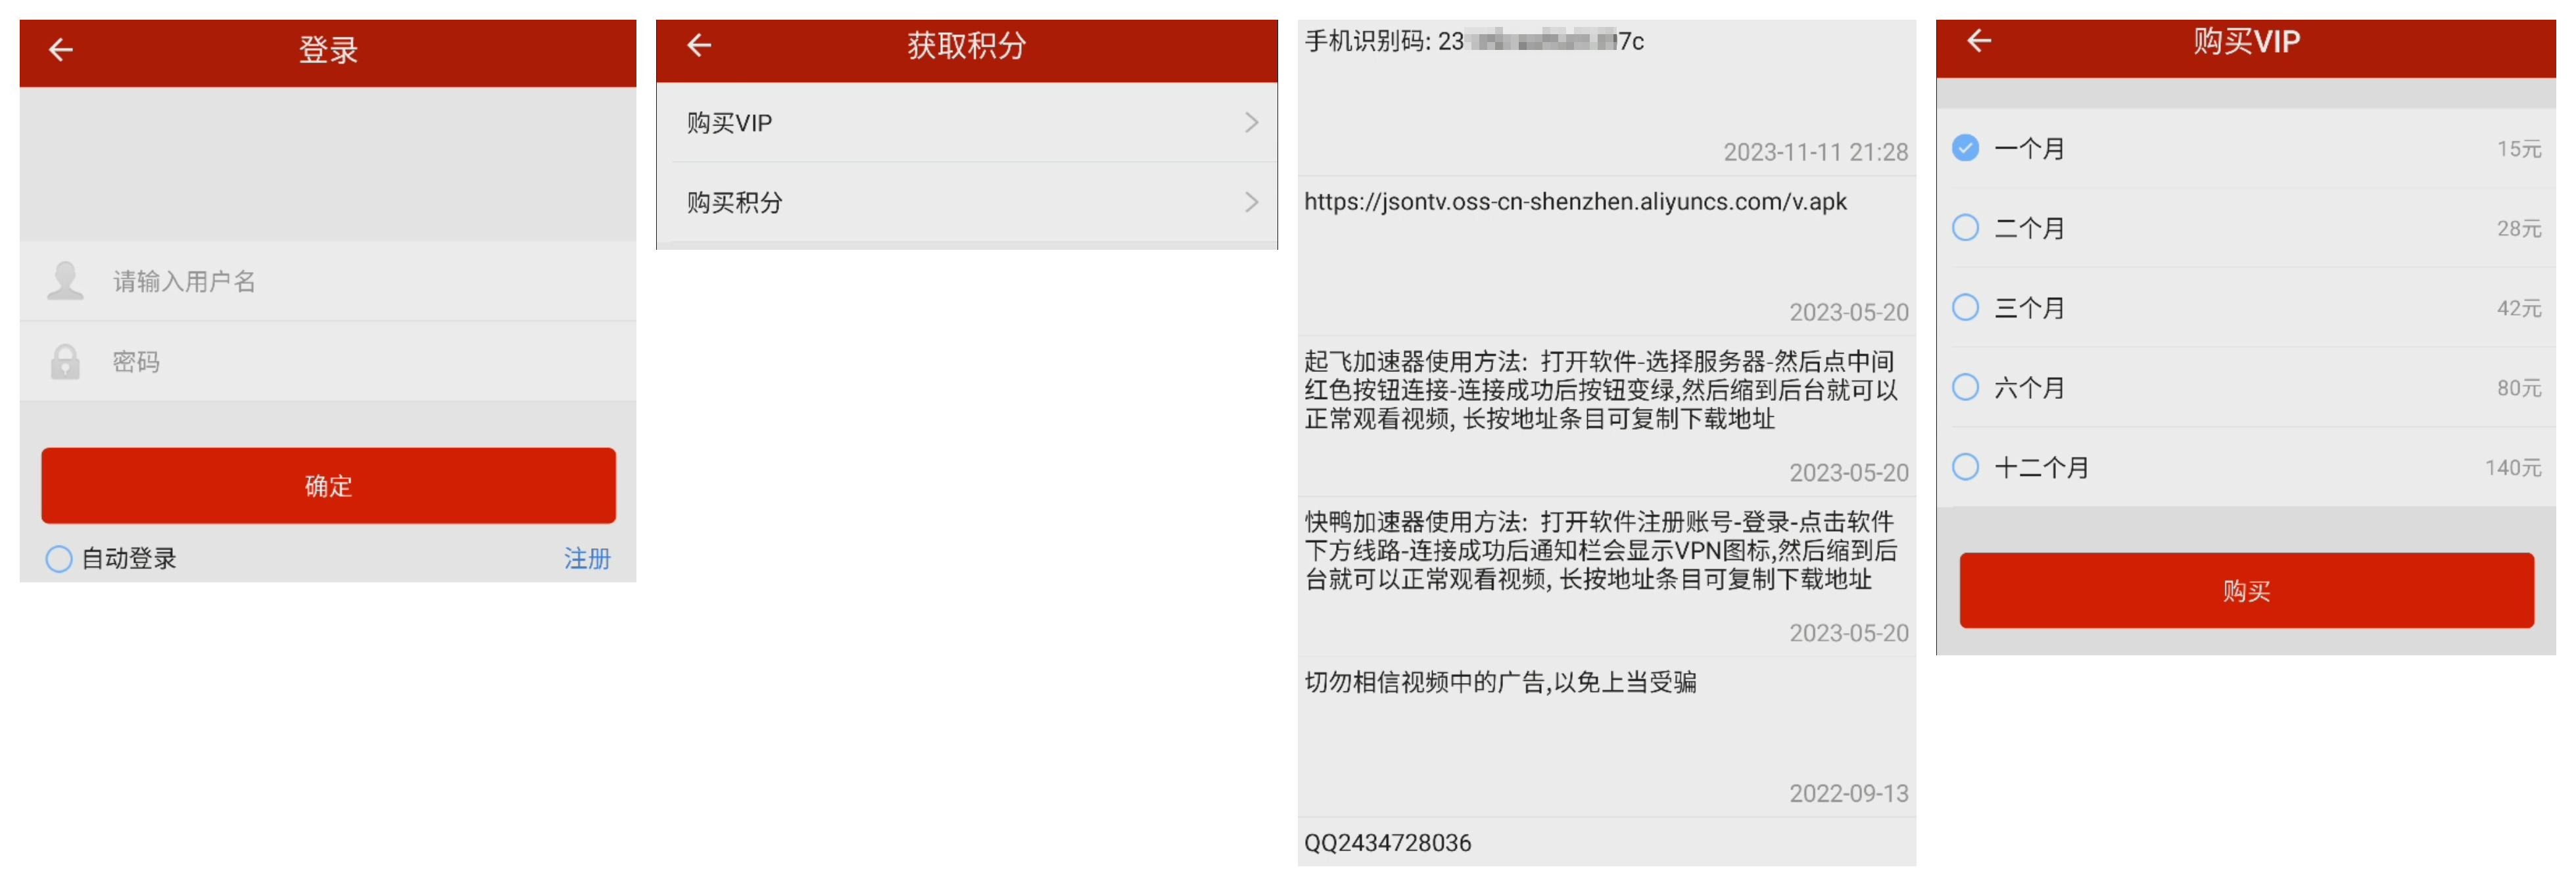 登录
请输入用户名
密码
确定
自动登录
注册
获取积分
购买VIP
购买积分
手机识别码: 23 7c
2023-11-11 21:28
https://jsontv.oss-cn-shenzhen.aliyuncs.com/v.apk
2023-05-20
起飞加速器使用方法: 打开软件-选择服务器-然后点中间
红色按钮连接-连接成功后按钮变绿,然后缩到后台就可以
正常观看视频, 长按地址条目可复制下载地址
2023-05-20
快鸭加速器使用方法: 打开软件注册账号-登录-点击软件
下方线路-连接成功后通知栏会显示VPN图标,然后缩到后
台就可以正常观看视频, 长按地址条目可复制下载地址
2023-05-20
切勿相信视频中的广告,以免上当受骗
2022-09-13
QQ2434728036
购买VIP
一个月 15元
二个月 28元
三个月 42元
六个月 80元
十二个月 140元
购买